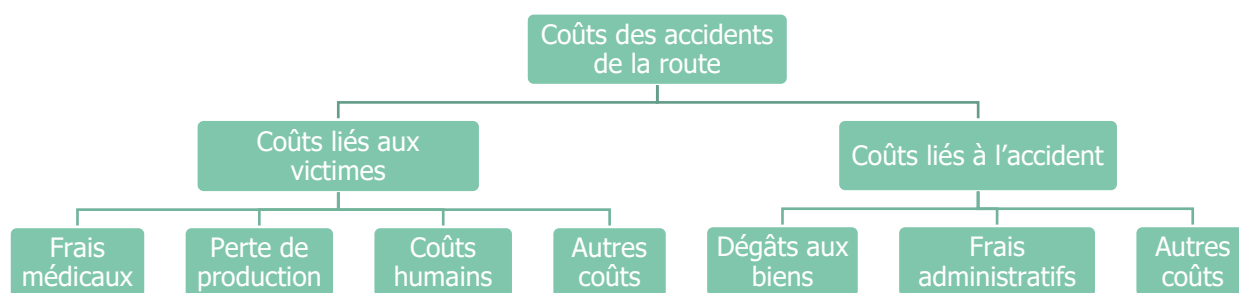 Coûts des accidents
de la route
Coûts liés aux
victimes
Coûts liés à l’accident
Frais
médicaux
Perte de
production
Coûts
humains
Autres
coûts
Dégâts aux
biens
Frais
administratifs
Autres
coûts